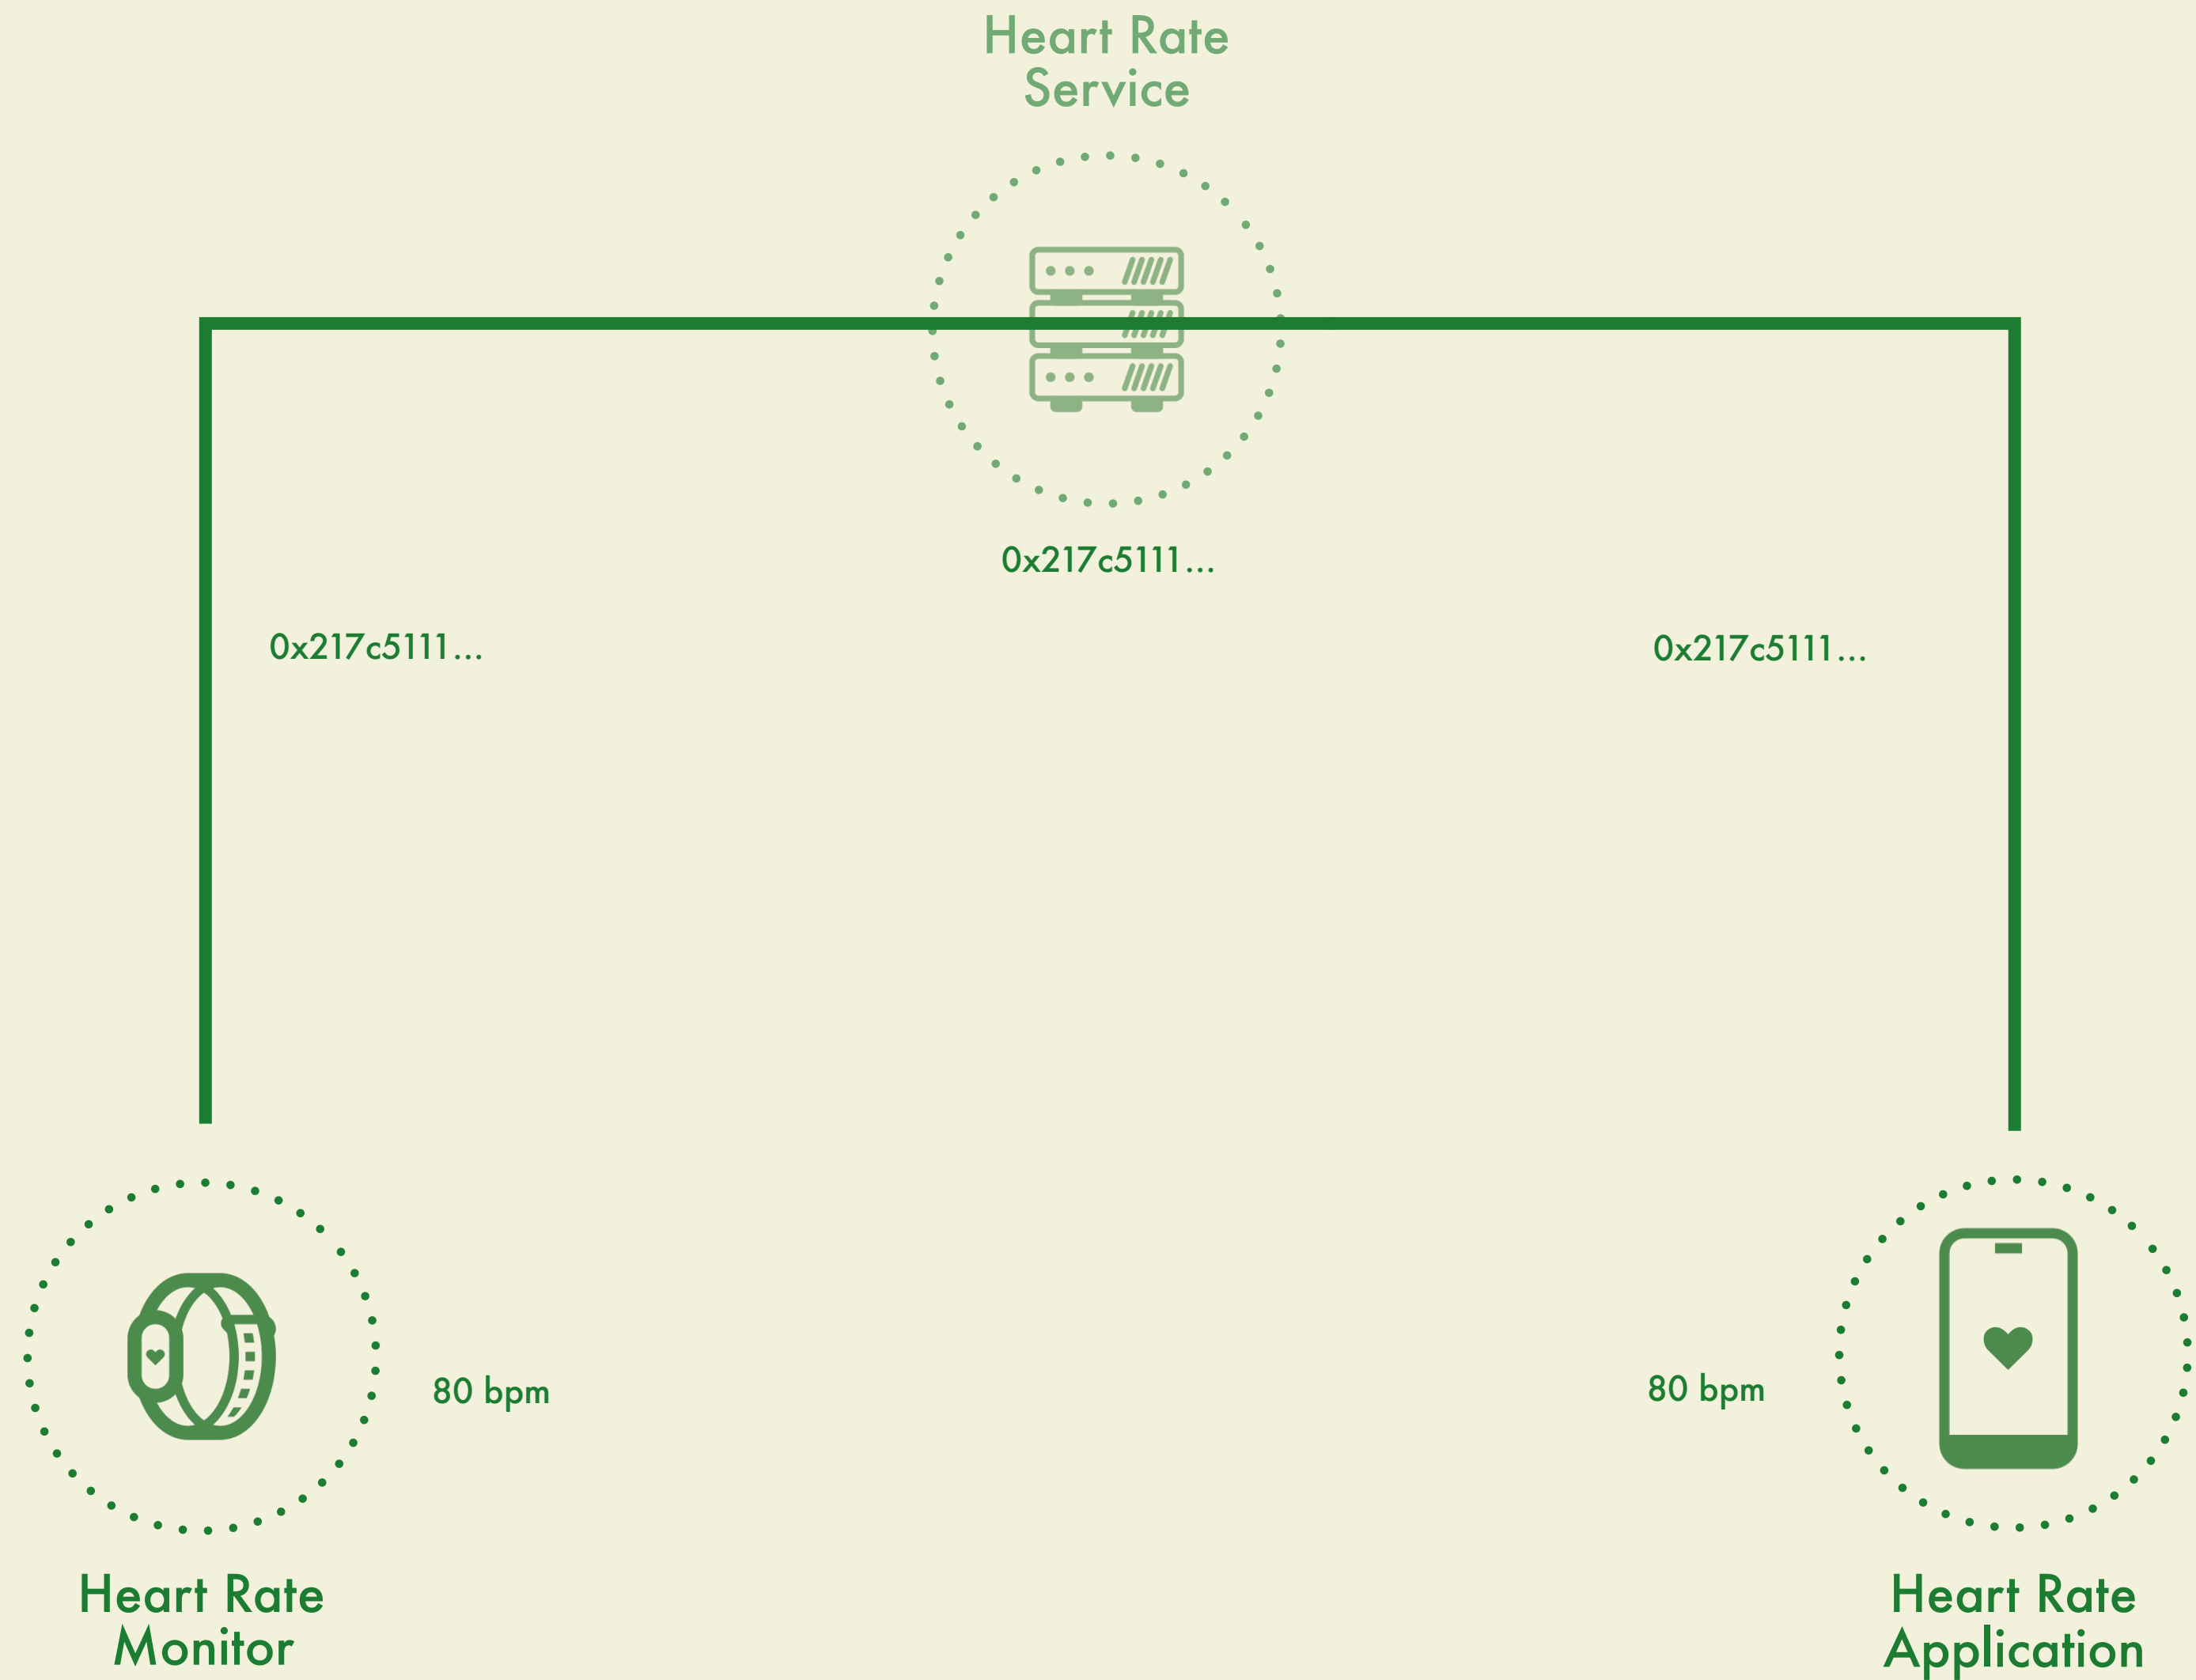 Heart Rate
Service
0x217c5111...
0x217c5111...
0x217c5111...
80 bpm
80 bpm
Heart Rate
Monitor
Heart Rate
Application